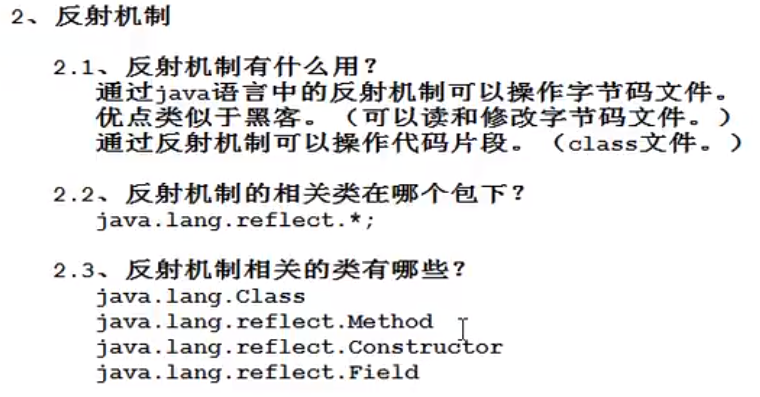 2、反射机制
2.1、反射机制有什么用？
通过java语言中的反射机制可以操作字节码文件。
优点类似于黑客。（可以读和修改字节码文件。）
通过反射机制可以操作代码片段。（class文件。）
2.2、反射机制的相关类在哪个包下？
java.lang.reflect.*;
2.3、反射机制相关的类有哪些？
java.lang.Class
java.lang.reflect.Method
java.lang.reflect.Constructor
java.lang.reflect.Field